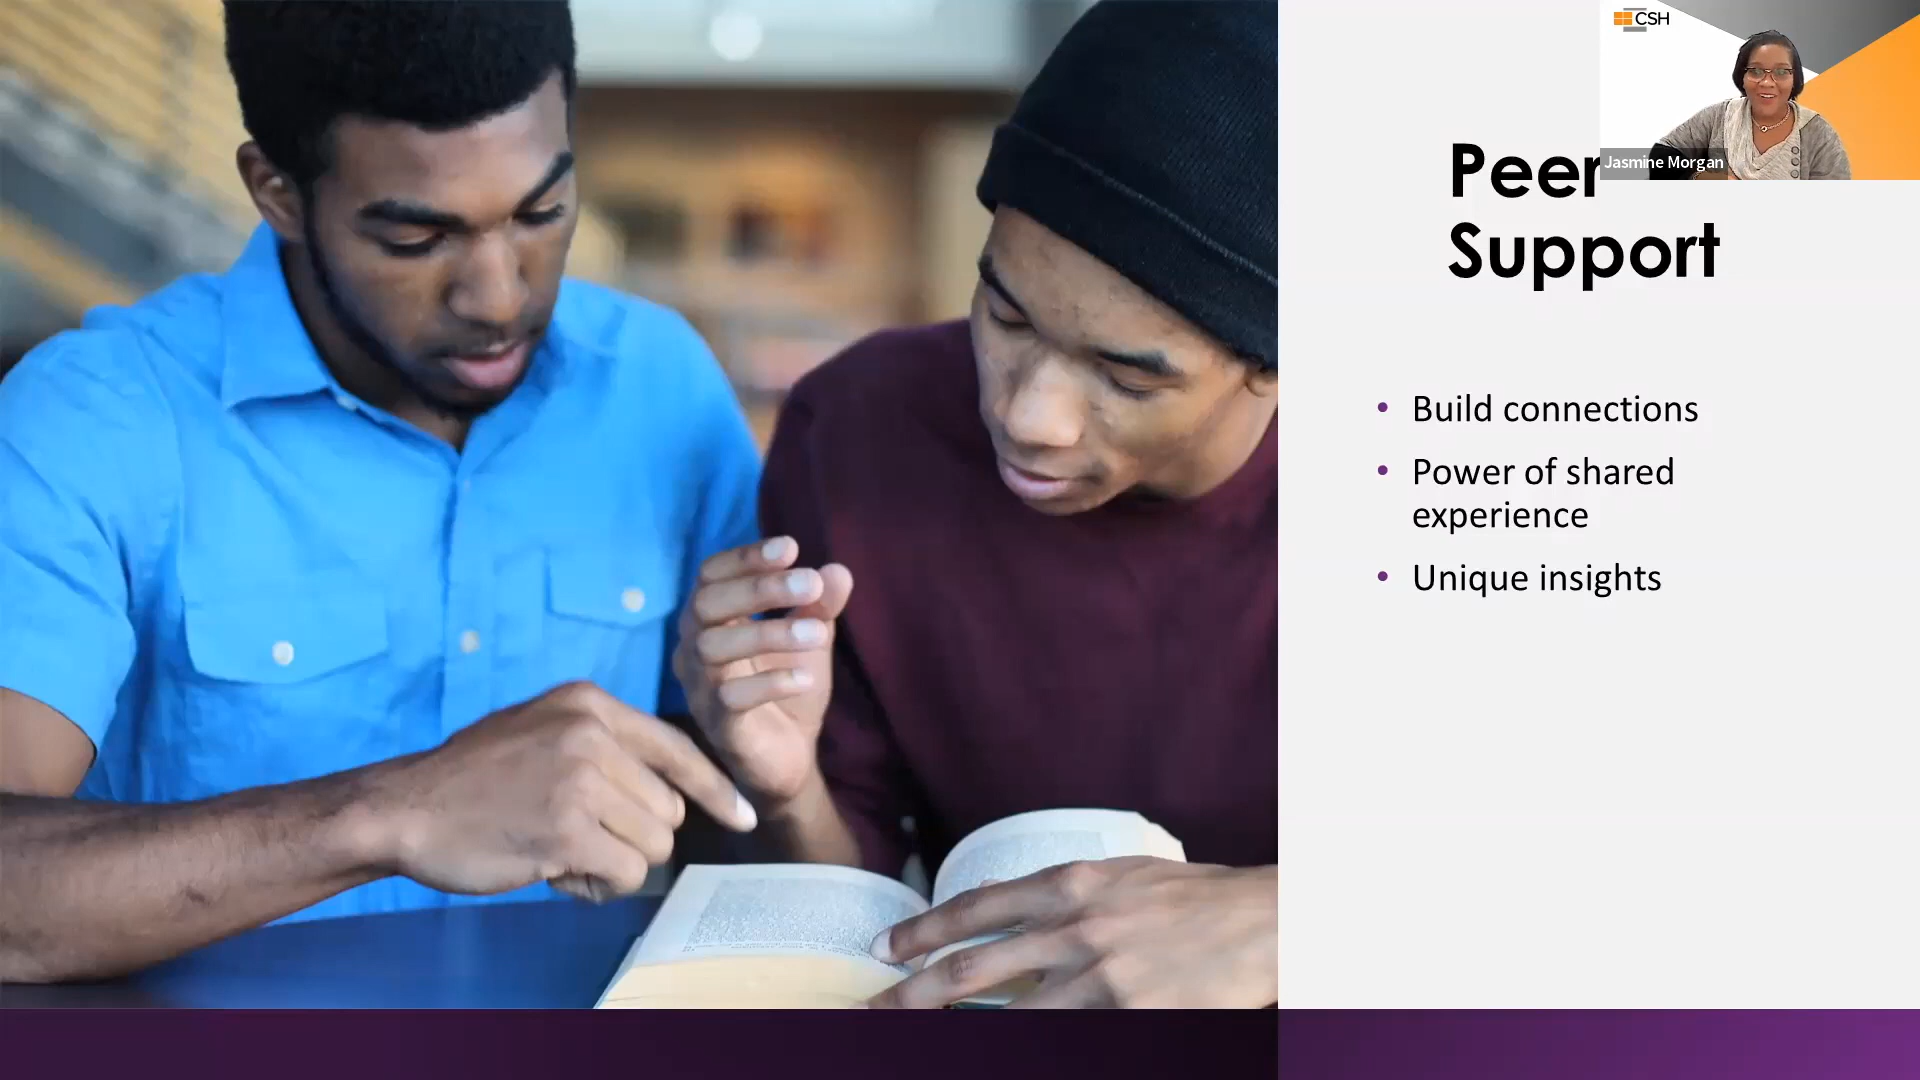 CSH
Jasmine Morgan
Peer
Support
• Build connections
• Power of shared
experience
• Unique insights